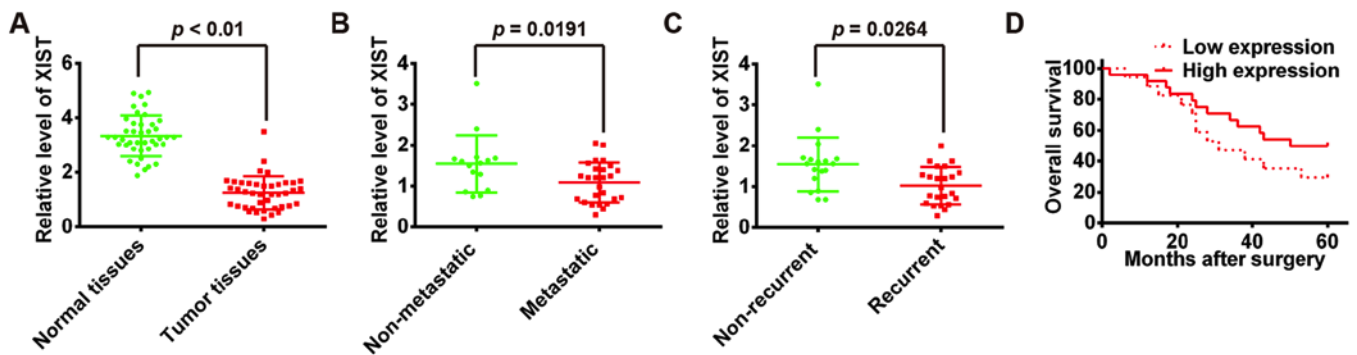 A
p < 0.01
Relative level of XIST
6
4
2
0
Normal tissues
Tumor tissues
B
p = 0.0191
Relative level of XIST
4
3
2
1
0
Non-metastatic
Metastatic
C
p = 0.0264
Relative level of XIST
4
3
2
1
0
Non-recurrent
Recurrent
D
Low expression
High expression
Overall survival
100
80
60
40
20
0
0 20 40 60
Months after surgery